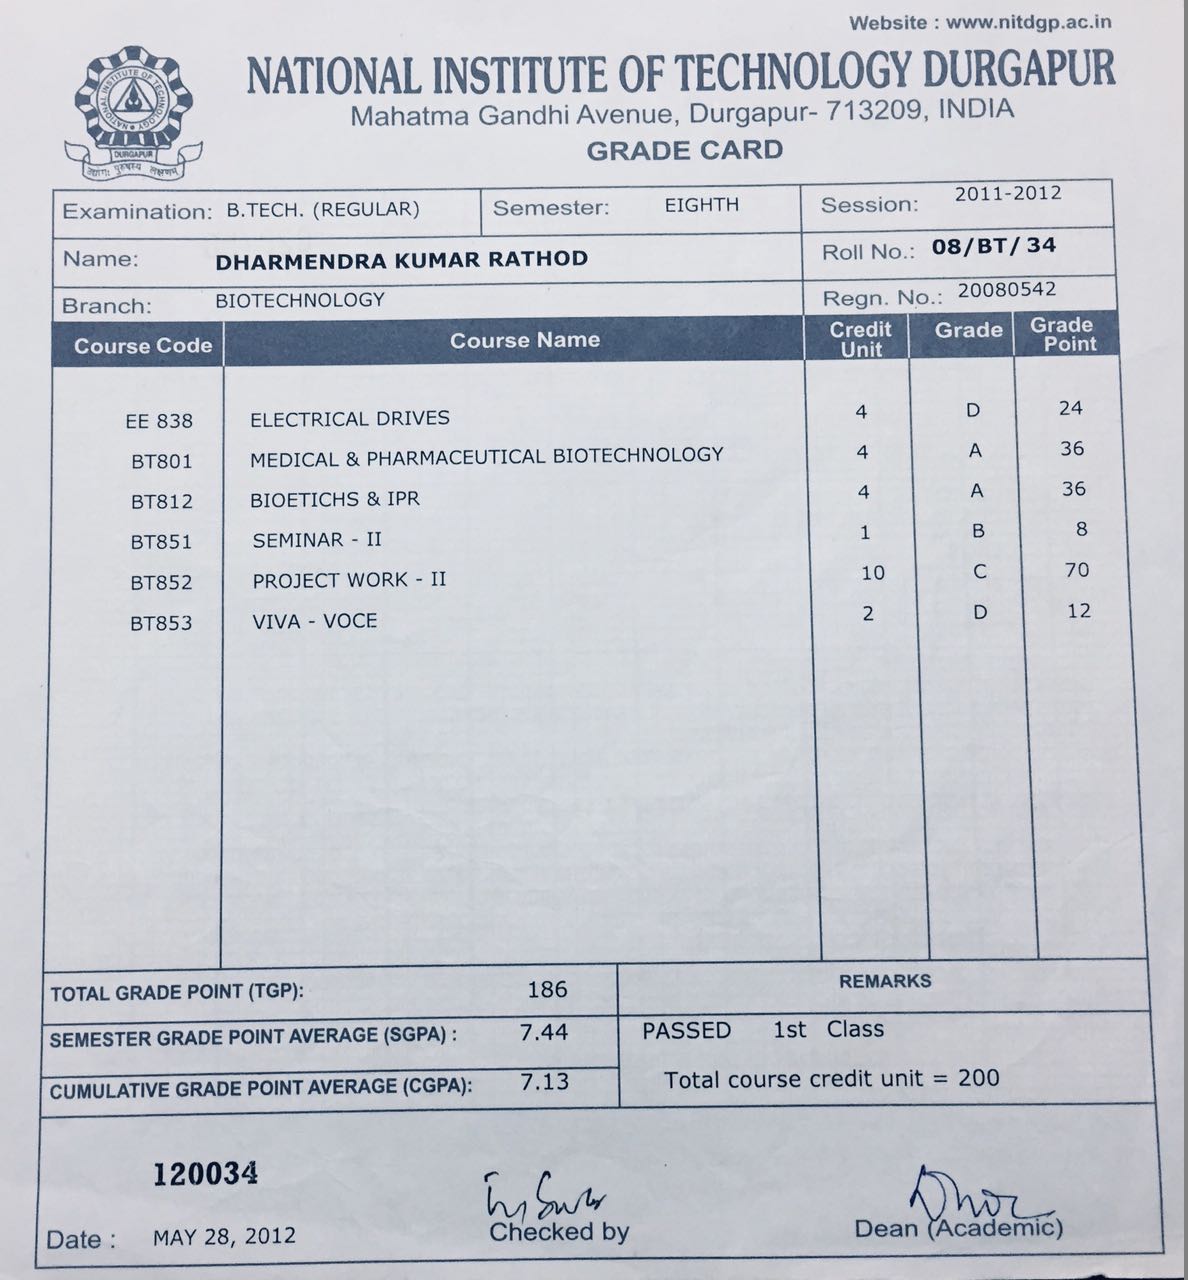 Website : www.nitdgp.ac.in
NATIONAL INSTITUTE OF TECHNOLOGY DURGAPUR
Mahatma Gandhi Avenue, Durgapur- 713209, INDIA
GRADE CARD
NATIONAL INSTITUTE OF TECHNOLOGY
DURGAPUR
उद्योगः पुरुषस्य लक्षणम्
Examination: B.TECH. (REGULAR) Semester: EIGHTH Session: 2011-2012
Name: DHARMENDRA KUMAR RATHOD Roll No.: 08/BT/ 34
Branch: BIOTECHNOLOGY Regn. No.: 20080542
Course Code Course Name Credit Unit Grade Grade Point
EE 838 ELECTRICAL DRIVES 4 D 24
BT801 MEDICAL & PHARMACEUTICAL BIOTECHNOLOGY 4 A 36
BT812 BIOETICHS & IPR 4 A 36
BT851 SEMINAR - II 1 B 8
BT852 PROJECT WORK - II 10 C 70
BT853 VIVA - VOCE 2 D 12
TOTAL GRADE POINT (TGP): 186 REMARKS
SEMESTER GRADE POINT AVERAGE (SGPA) : 7.44 PASSED 1st Class
CUMULATIVE GRADE POINT AVERAGE (CGPA): 7.13 Total course credit unit = 200
120034
Checked by Dean (Academic)
Date : MAY 28, 2012